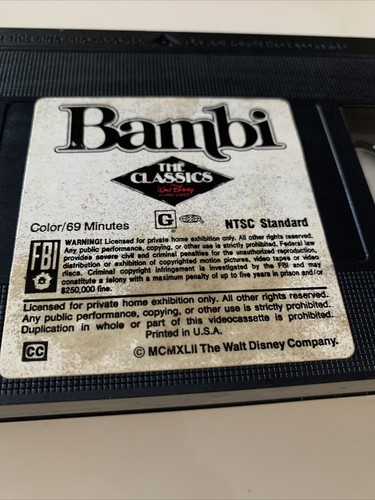 Bambi
THE
CLASSICS
WALT DISNEY
Color/69 Minutes
G
NTSC Standard
FBI
WARNING! Licensed for private home exhibition only. All other rights reserved.
Any public performance, copying, or other use is strictly prohibited. Federal law
provides severe civil and criminal penalties for the unauthorized reproduction,
distribution or exhibition of copyrighted motion pictures, video tapes or video
discs. Criminal copyright infringement is investigated by the FBI and may
constitute a felony with a maximum penalty of up to five years in prison and/or
$250,000 fine.
Licensed for private home exhibition only. All other rights reserved.
Any public performance, copying, or other use is strictly prohibited.
Duplication in whole or part of this videocassette is prohibited.
Printed in U.S.A.
CC
© MCMXLII The Walt Disney Company.